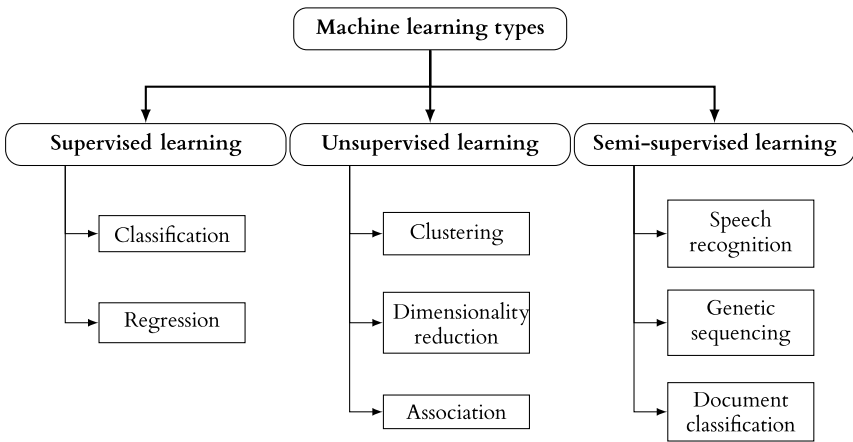 Machine learning types
Supervised learning
Unsupervised learning
Semi-supervised learning
Classification
Regression
Clustering
Dimensionality
reduction
Association
Speech
recognition
Genetic
sequencing
Document
classification